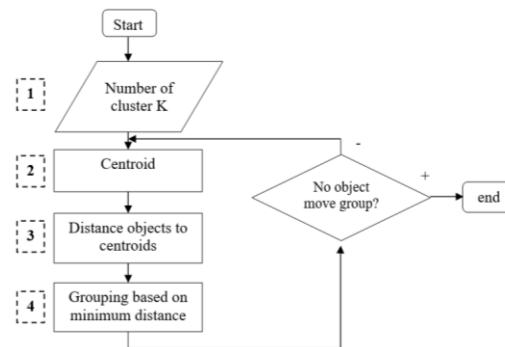 Start
1
Number of
cluster K
-
2
Centroid
No object
move group?
+
end
3
Distance objects to
centroids
4
Grouping based on
minimum distance